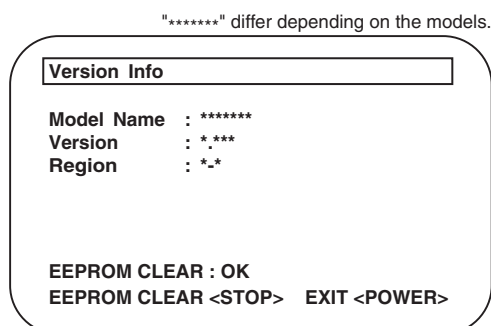 "*******" differ depending on the models.
Version Info
Model Name : *******
Version : *.***
Region : *-*
EEPROM CLEAR : OK
EEPROM CLEAR <STOP> EXIT <POWER>